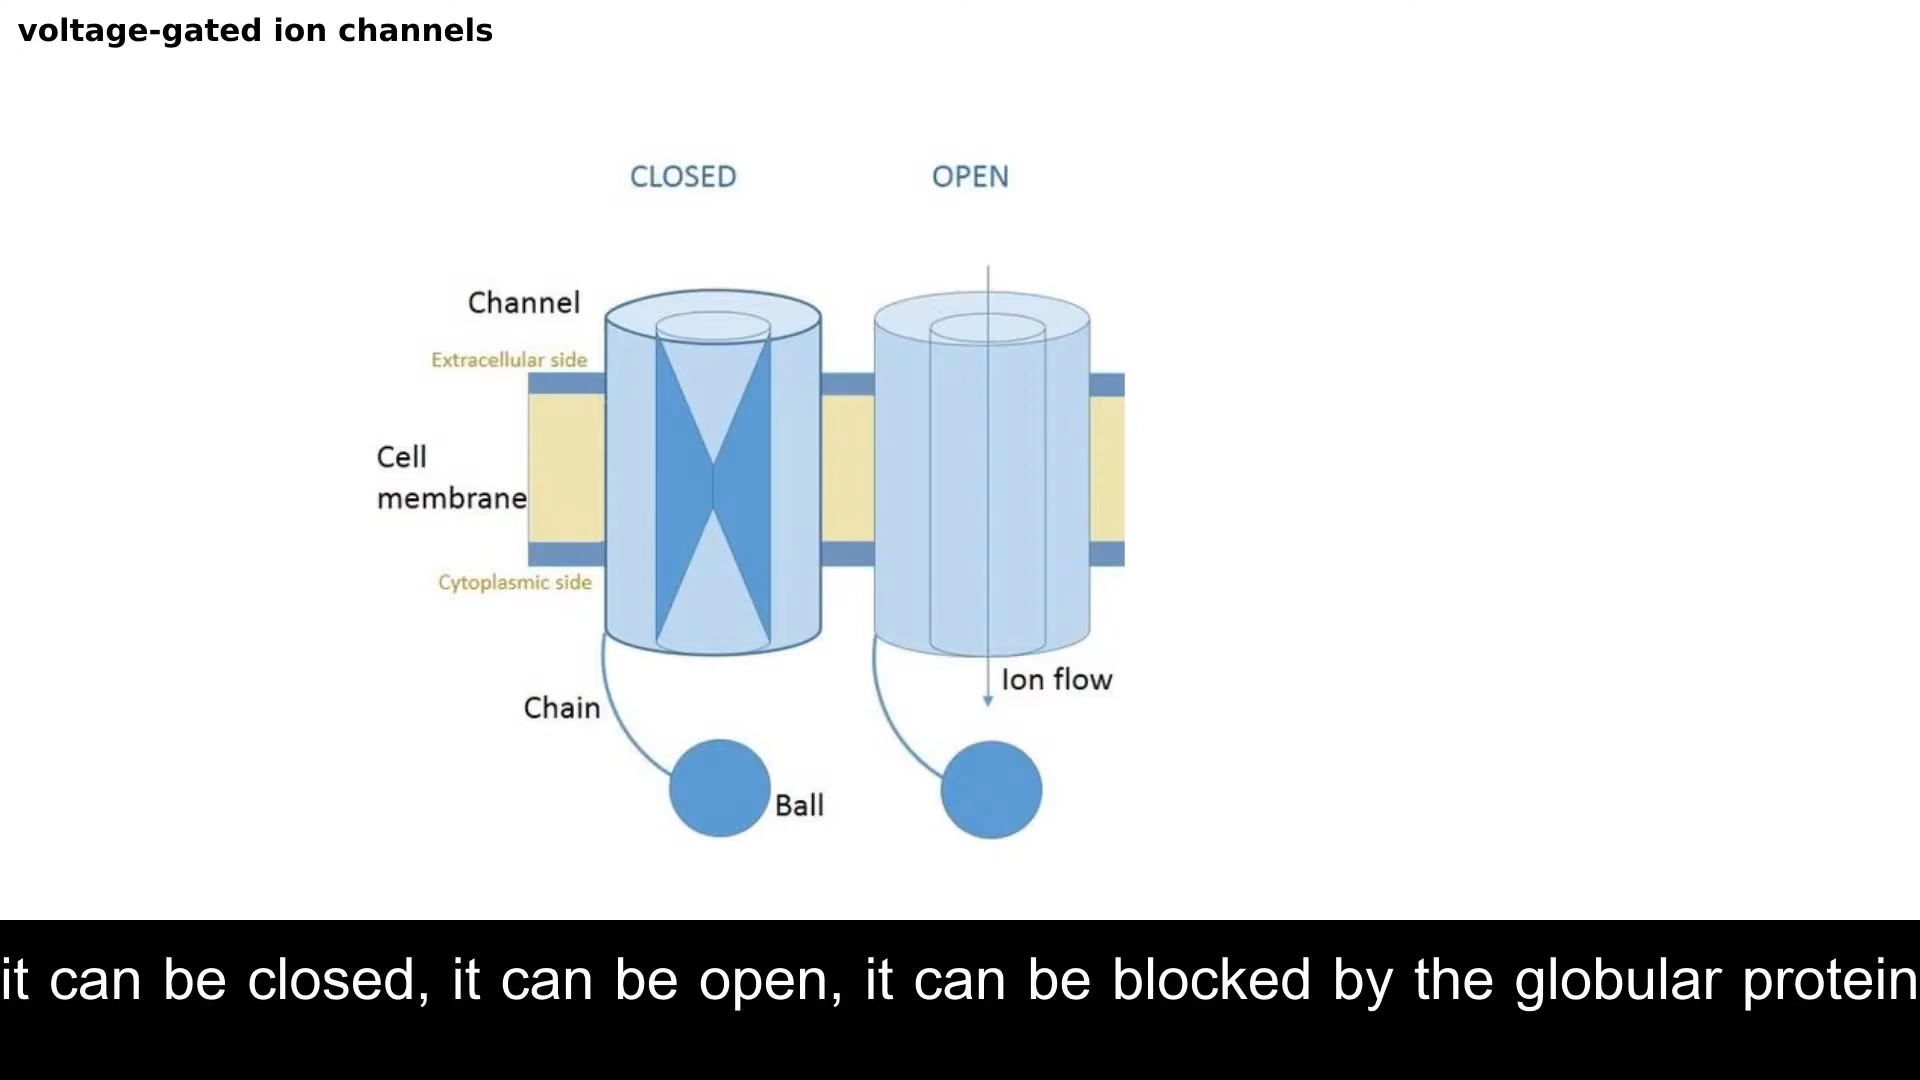 voltage-gated ion channels
CLOSED
OPEN
Channel
Extracellular side
Cell
membrane
Cytoplasmic side
Ion flow
Chain
Ball
it can be closed, it can be open, it can be blocked by the globular protein